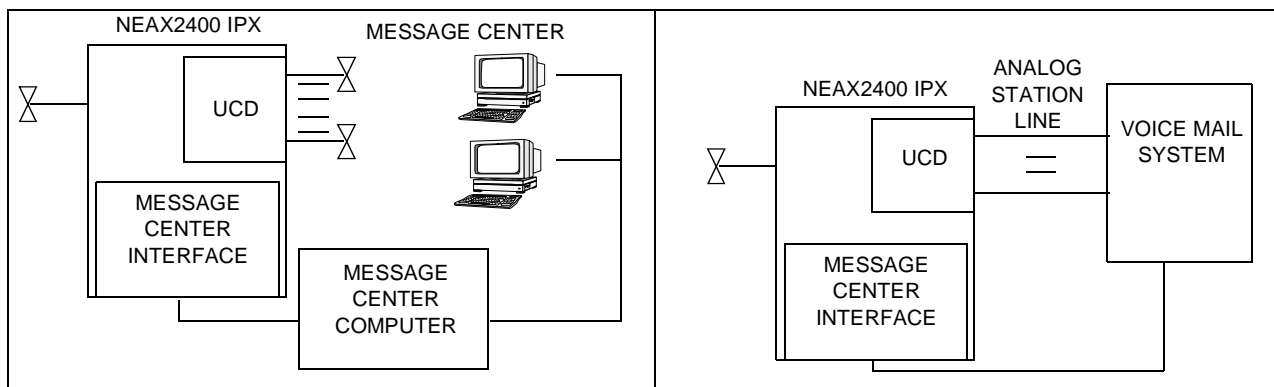 NEAX2400 IPX
MESSAGE CENTER
UCD
MESSAGE
CENTER
INTERFACE
MESSAGE
CENTER
COMPUTER
NEAX2400 IPX
ANALOG
STATION
LINE
UCD
VOICE MAIL
SYSTEM
MESSAGE
CENTER
INTERFACE